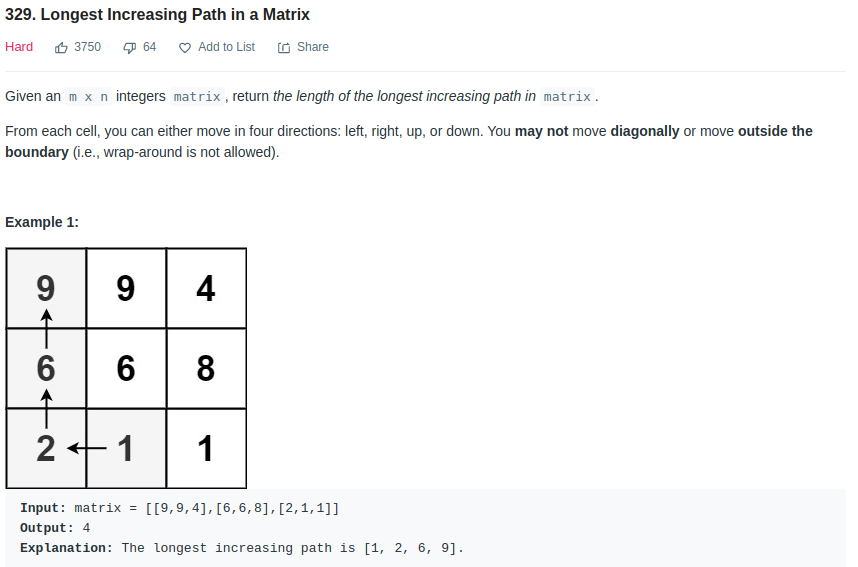 329. Longest Increasing Path in a Matrix
Hard 3750 64 Add to List Share
Given an m x n integers matrix , return the length of the longest increasing path in matrix .
From each cell, you can either move in four directions: left, right, up, or down. You may not move diagonally or move outside the
boundary (i.e., wrap-around is not allowed).
Example 1:
9 9 4
6 6 8
2 1 1
Input: matrix = [[9,9,4],[6,6,8],[2,1,1]]
Output: 4
Explanation: The longest increasing path is [1, 2, 6, 9].